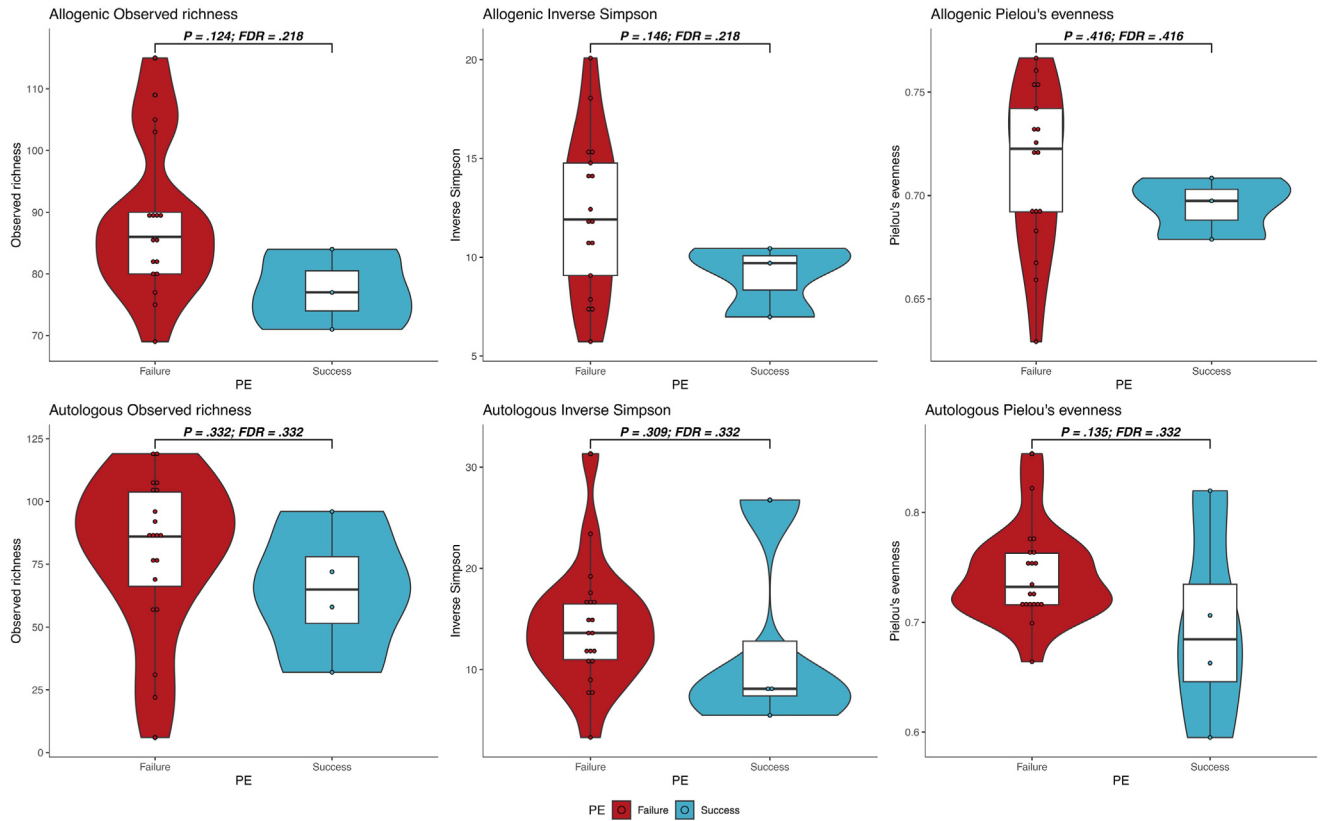 Allogenic Observed richness
P = .124; FDR = .218
Observed richness
110
100
90
80
70
Failure
Success
PE
Allogenic Inverse Simpson
P = .146; FDR = .218
Inverse Simpson
20
15
10
5
Failure
Success
PE
Allogenic Pielou's evenness
P = .416; FDR = .416
Pielou's evenness
0.75
0.70
0.65
Failure
Success
PE
Autologous Observed richness
P = .332; FDR = .332
Observed richness
125
100
75
50
25
0
Failure
Success
PE
Autologous Inverse Simpson
P = .309; FDR = .332
Inverse Simpson
30
20
10
Failure
Success
PE
Autologous Pielou's evenness
P = .135; FDR = .332
Pielou's evenness
0.8
0.7
0.6
Failure
Success
PE
PE Failure Success